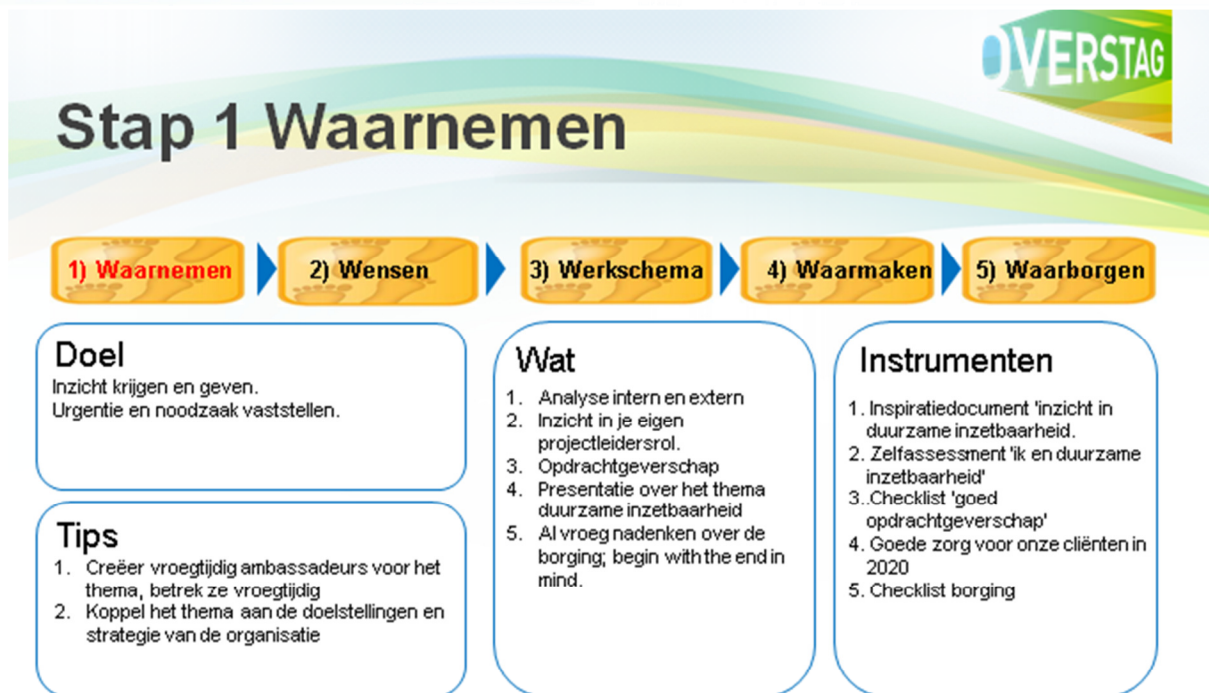 OVERSTAG
Stap 1 Waarnemen
1) Waarnemen
2) Wensen
3) Werkschema
4) Waarmaken
5) Waarborgen
Doel
Inzicht krijgen en geven.
Urgentie en noodzaak vaststellen.
Tips
1. Creëer vroegtijdig ambassadeurs voor het
thema, betrek ze vroegtijdig
2. Koppel het thema aan de doelstellingen en
strategie van de organisatie
Wat
1. Analyse intern en extern
2. Inzicht in je eigen
projectleidersrol.
3. Opdrachtgeverschap
4. Presentatie over het thema
duurzame inzetbaarheid
5. Al vroeg nadenken over de
borging; begin with the end in
mind.
Instrumenten
1. Inspiratiedocument 'inzicht in
duurzame inzetbaarheid.
2. Zelfassessment 'ik en duurzame
inzetbaarheid'
3..Checklist 'goed
opdrachtgeverschap'
4. Goede zorg voor onze cliënten in
2020
5. Checklist borging